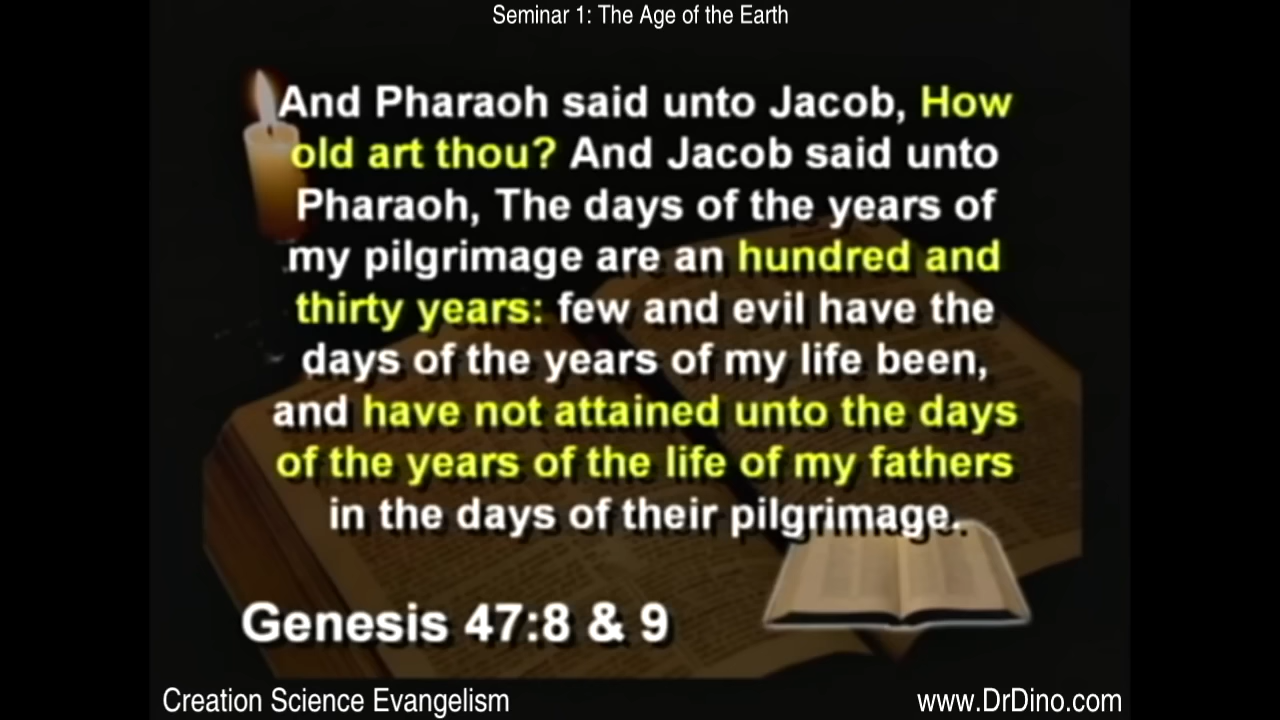 Seminar 1: The Age of the Earth
And Pharaoh said unto Jacob, How
old art thou? And Jacob said unto
Pharaoh, The days of the years of
my pilgrimage are an hundred and
thirty years: few and evil have the
days of the years of my life been,
and have not attained unto the days
of the years of the life of my fathers
in the days of their pilgrimage.
Genesis 47:8 & 9
Creation Science Evangelism
www.DrDino.com